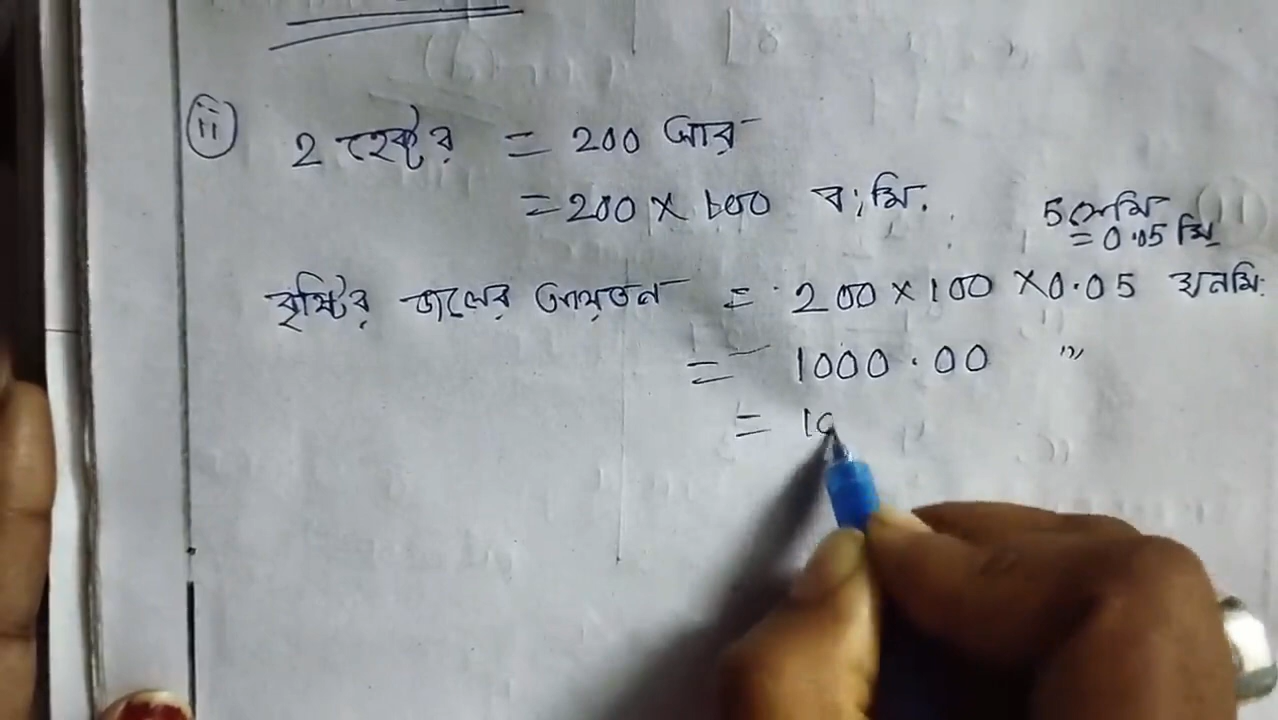 ii 2 হেক্টর = 200 আর
= 200 × 100 ব: মি.
5 সেমি
= 0.05 মি
বৃষ্টির জলের আয়তন = 200 × 100 × 0.05 ঘনমি:
= 1000.00 "
= 10